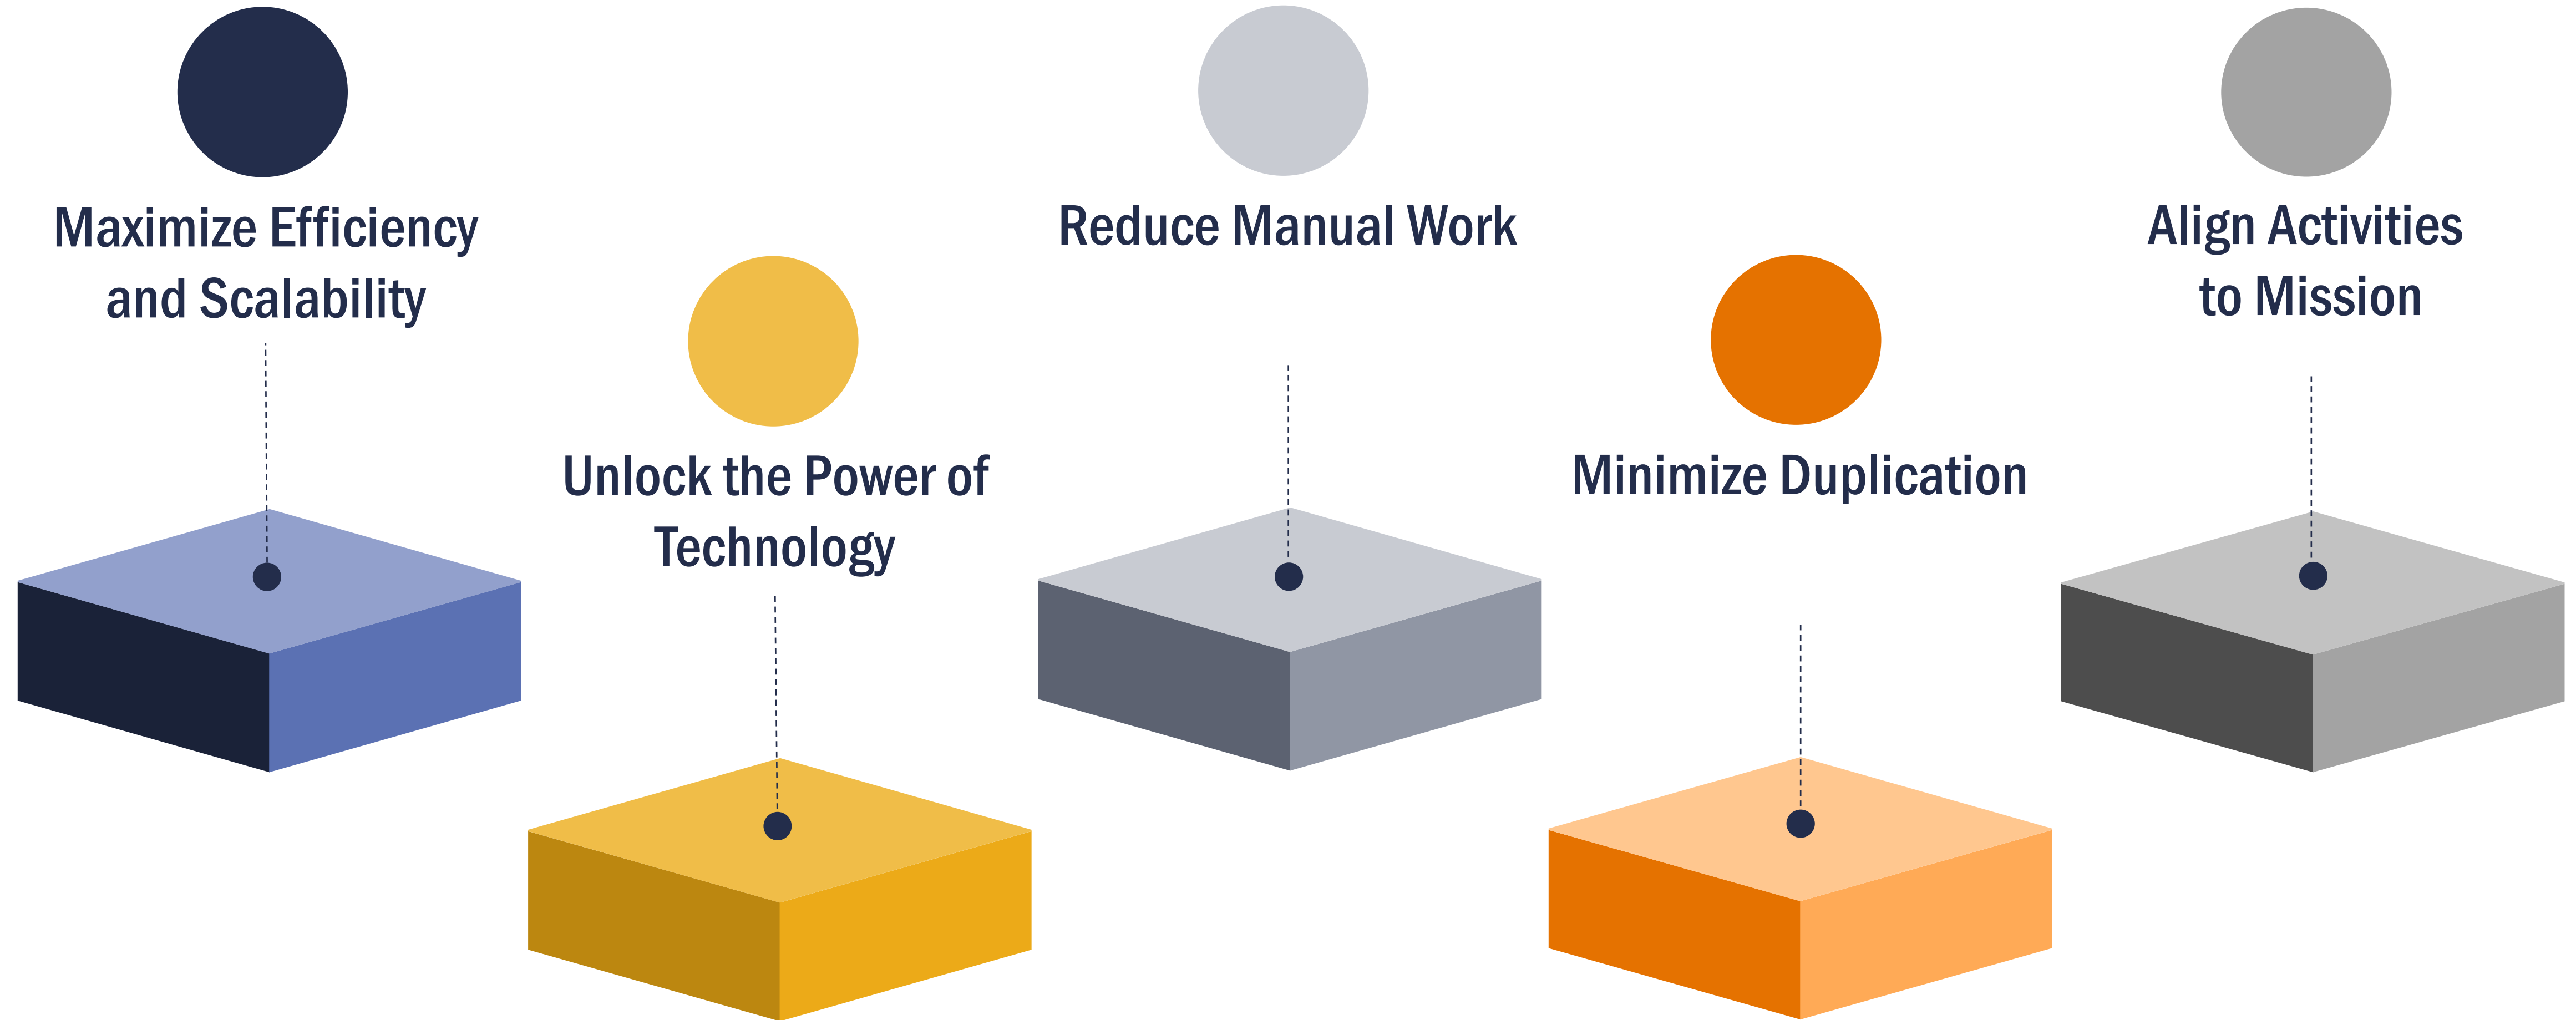 Maximize Efficiency
and Scalability
Unlock the Power of
Technology
Reduce Manual Work
Minimize Duplication
Align Activities
to Mission